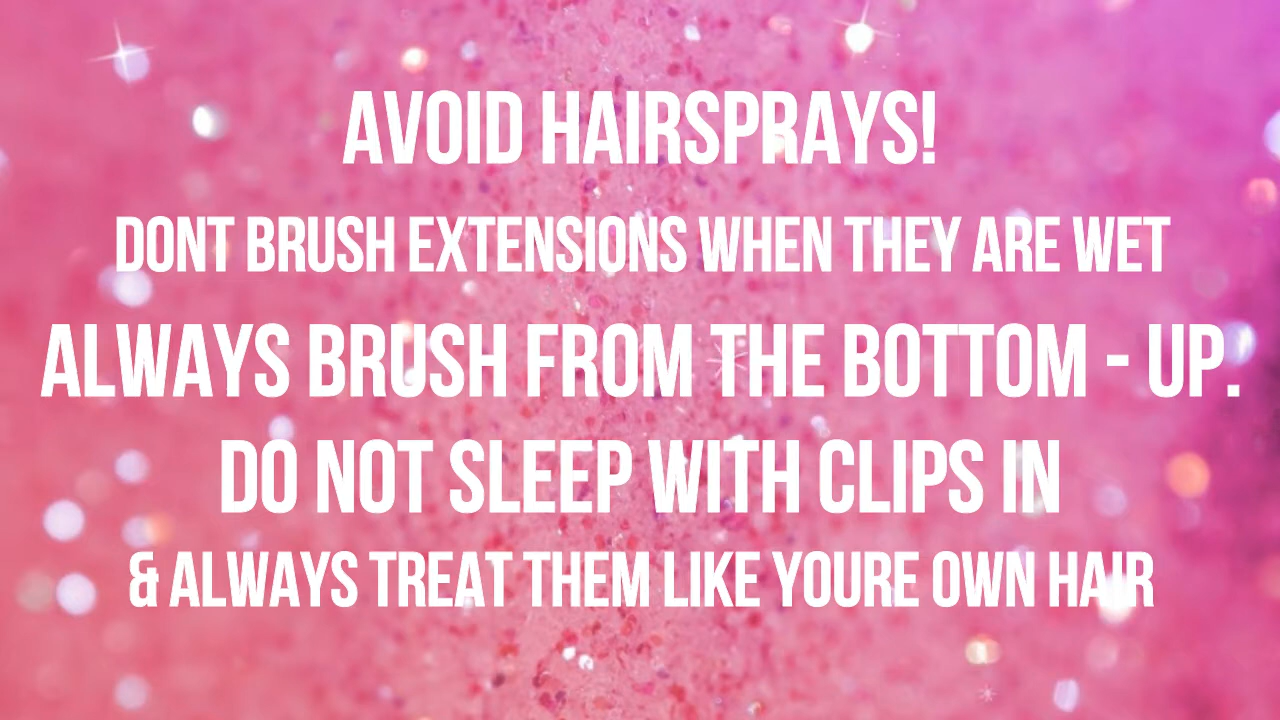 AVOID HAIRSPRAYS!
DONT BRUSH EXTENSIONS WHEN THEY ARE WET
ALWAYS BRUSH FROM THE BOTTOM - UP.
DO NOT SLEEP WITH CLIPS IN
& ALWAYS TREAT THEM LIKE YOURE OWN HAIR